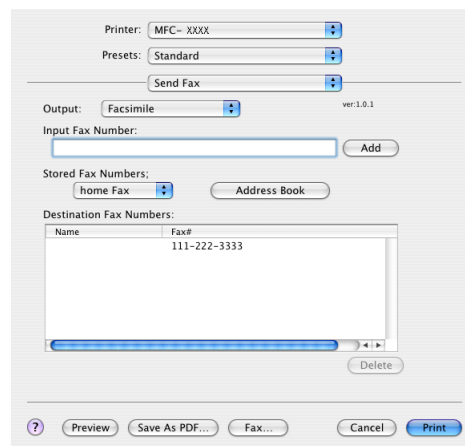 Printer: MFC- XXXX
Presets: Standard
Send Fax
Output: Facsimile ver:1.0.1
Input Fax Number:
Add
Stored Fax Numbers;
home Fax Address Book
Destination Fax Numbers:
Name Fax#
111-222-3333
Delete
? Preview Save As PDF... Fax... Cancel Print